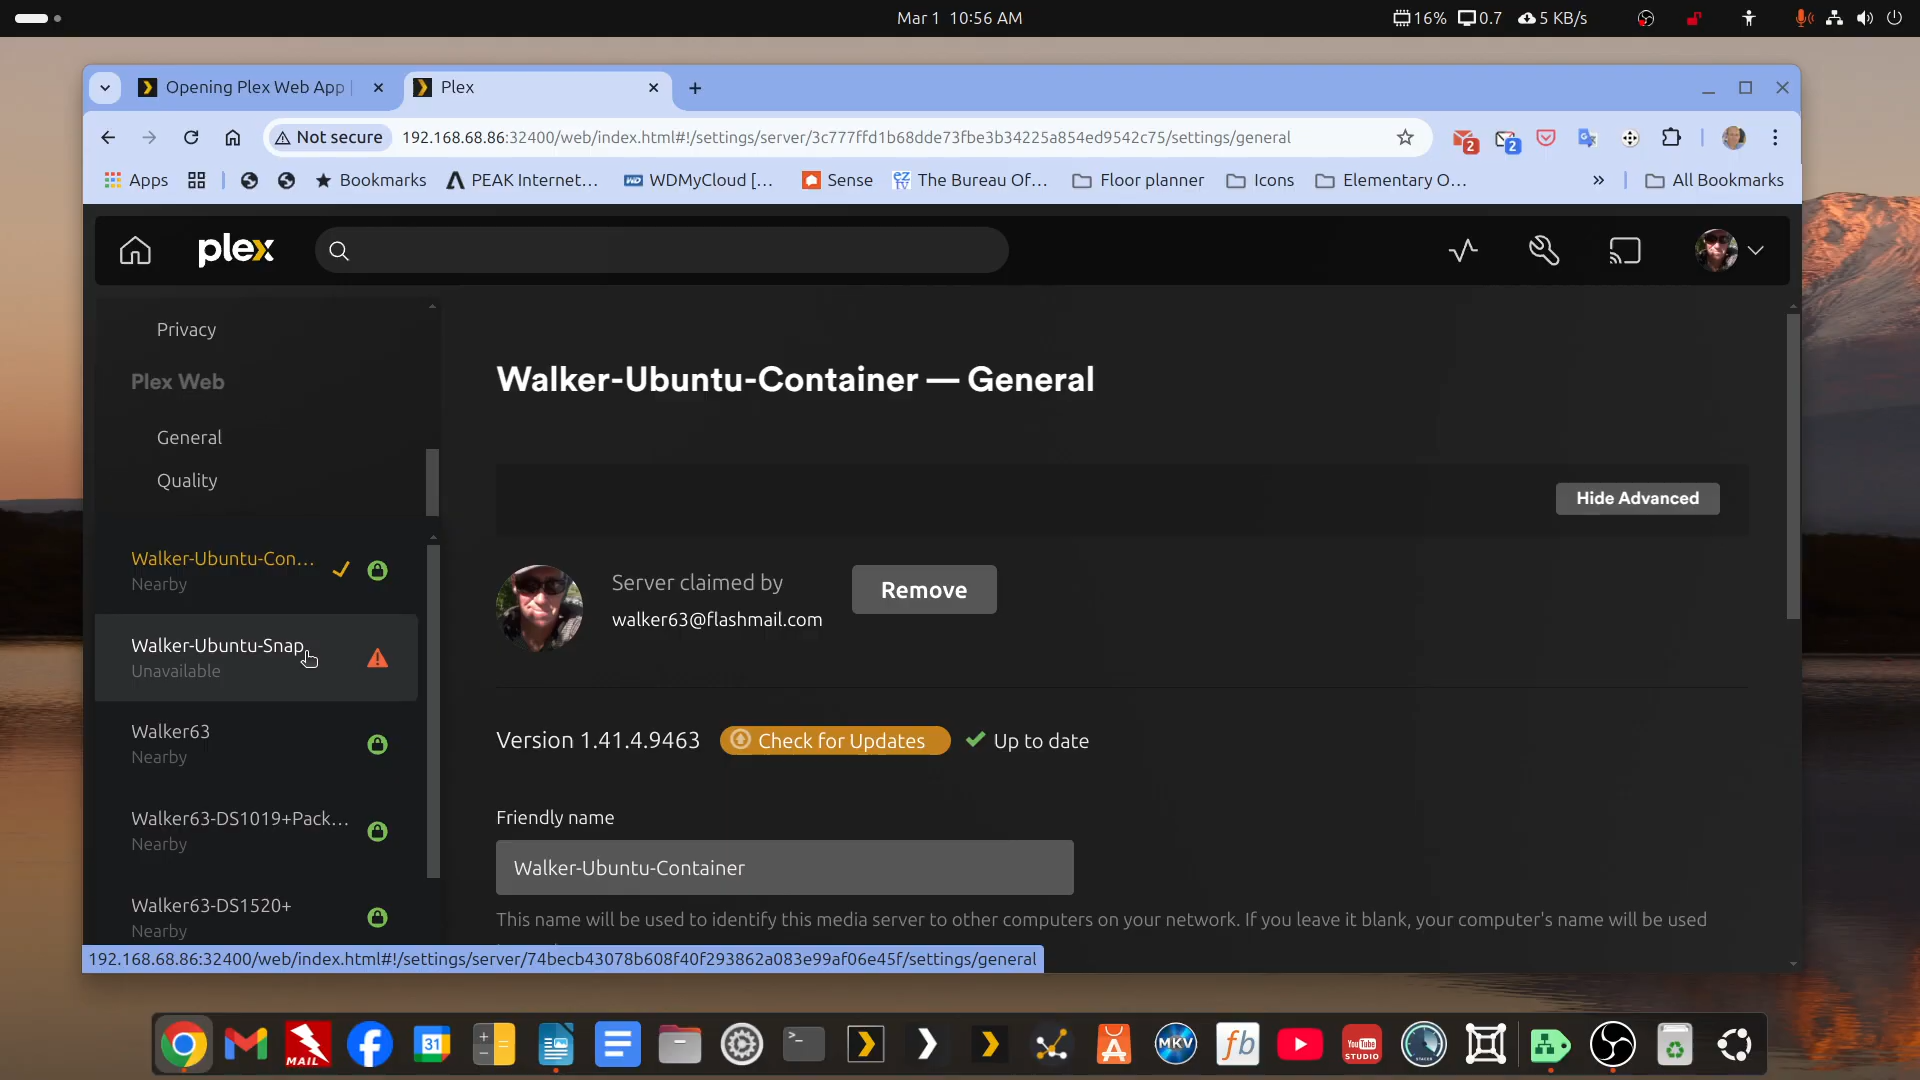 Mar 1 10:56 AM
16% 0.7 5 KB/s
Opening Plex Web App
Plex
Not secure
192.168.68.86:32400/web/index.html#!/settings/server/3c777ffd1b68dde73fbe3b34225a854ed9542c75/settings/general
2
2
Apps
Bookmarks
PEAK Internet...
WDMyCloud [...
Sense
The Bureau Of...
Floor planner
Icons
Elementary O...
All Bookmarks
plex
Privacy
Plex Web
General
Quality
Walker-Ubuntu-Con...
Nearby
Walker-Ubuntu-Snap
Unavailable
Walker63
Nearby
Walker63-DS1019+Pack...
Nearby
Walker63-DS1520+
Nearby
Walker-Ubuntu-Container — General
Hide Advanced
Server claimed by
walker63@flashmail.com
Remove
Version 1.41.4.9463
Check for Updates
Up to date
Friendly name
Walker-Ubuntu-Container
This name will be used to identify this media server to other computers on your network. If you leave it blank, your computer's name will be used
192.168.68.86:32400/web/index.html#!/settings/server/74becb43078b608f40f293862a083e99af06e45f/settings/general
MAIL
31
MKV
fb
You Tube
STUDIO